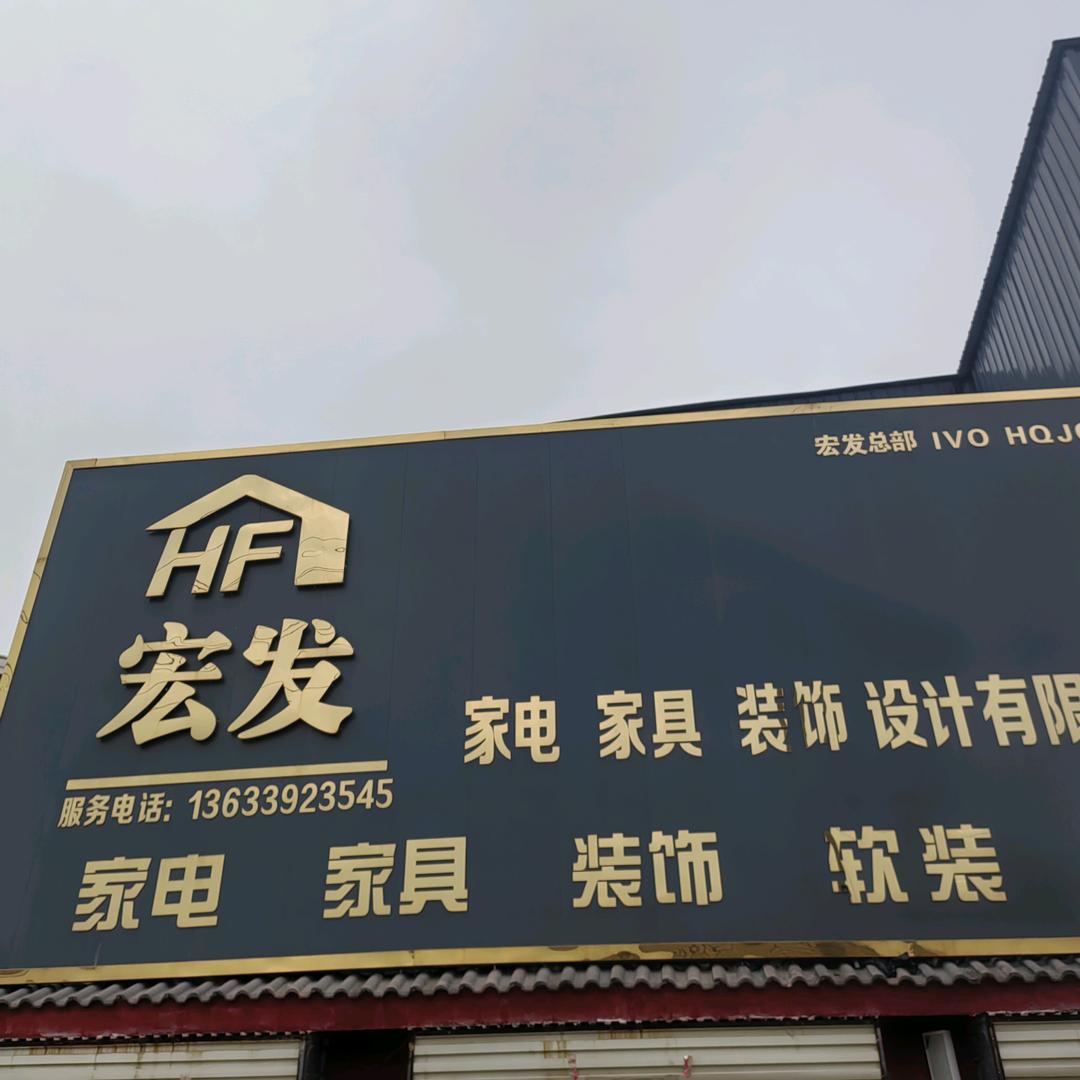 宏发总部 IVO HQJC
HF
宏发
家电 家具 装饰 设计有限
服务电话：13633923545
家电 家具 装饰 软装